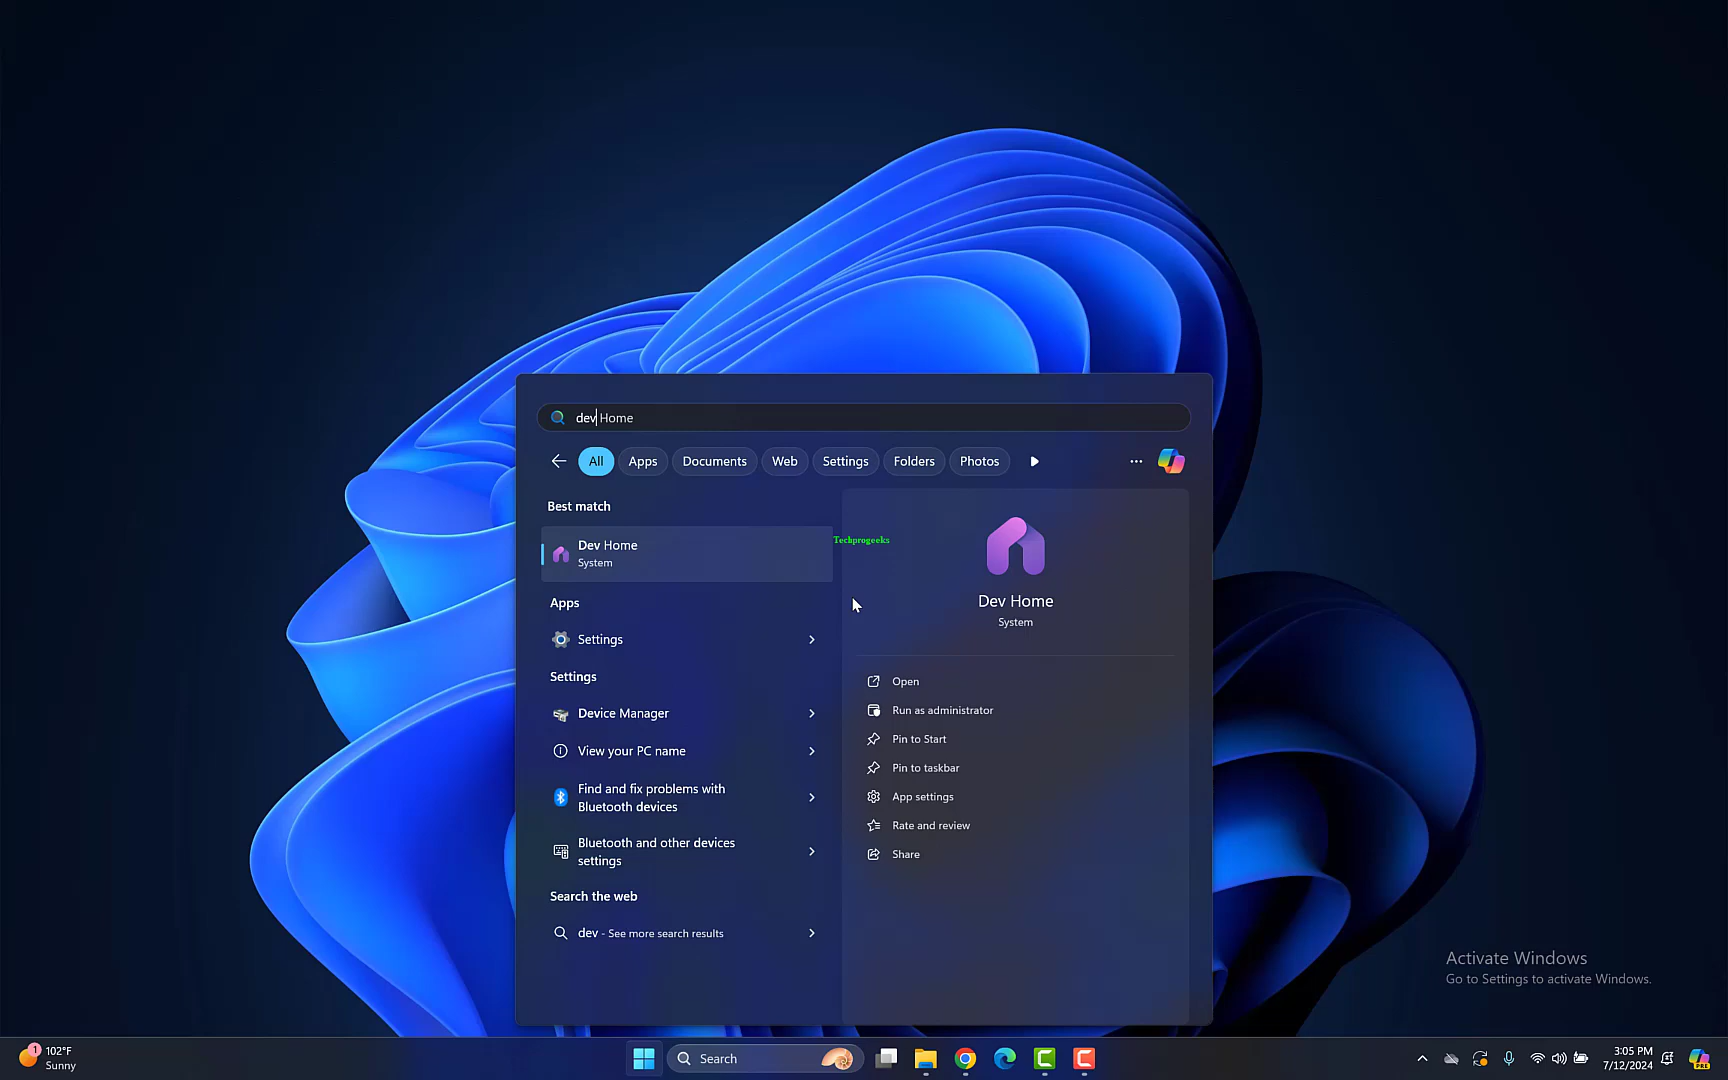 dev Home
All
Apps
Documents
Web
Settings
Folders
Photos
Best match
Dev Home
System
Apps
Settings
Settings
Device Manager
View your PC name
Find and fix problems with
Bluetooth devices
Bluetooth and other devices
settings
Search the web
dev - See more search results
Techprogeeks
Dev Home
System
Open
Run as administrator
Pin to Start
Pin to taskbar
App settings
Rate and review
Share
Activate Windows
Go to Settings to activate Windows.
1
102°F
Sunny
Search
3:05 PM
7/12/2024
PRE